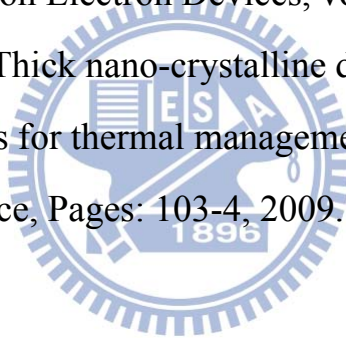 on Electron Devices, Vo
Thick nano-crystalline d
s for thermal manageme
ce, Pages: 103-4, 2009.
E S A
1896